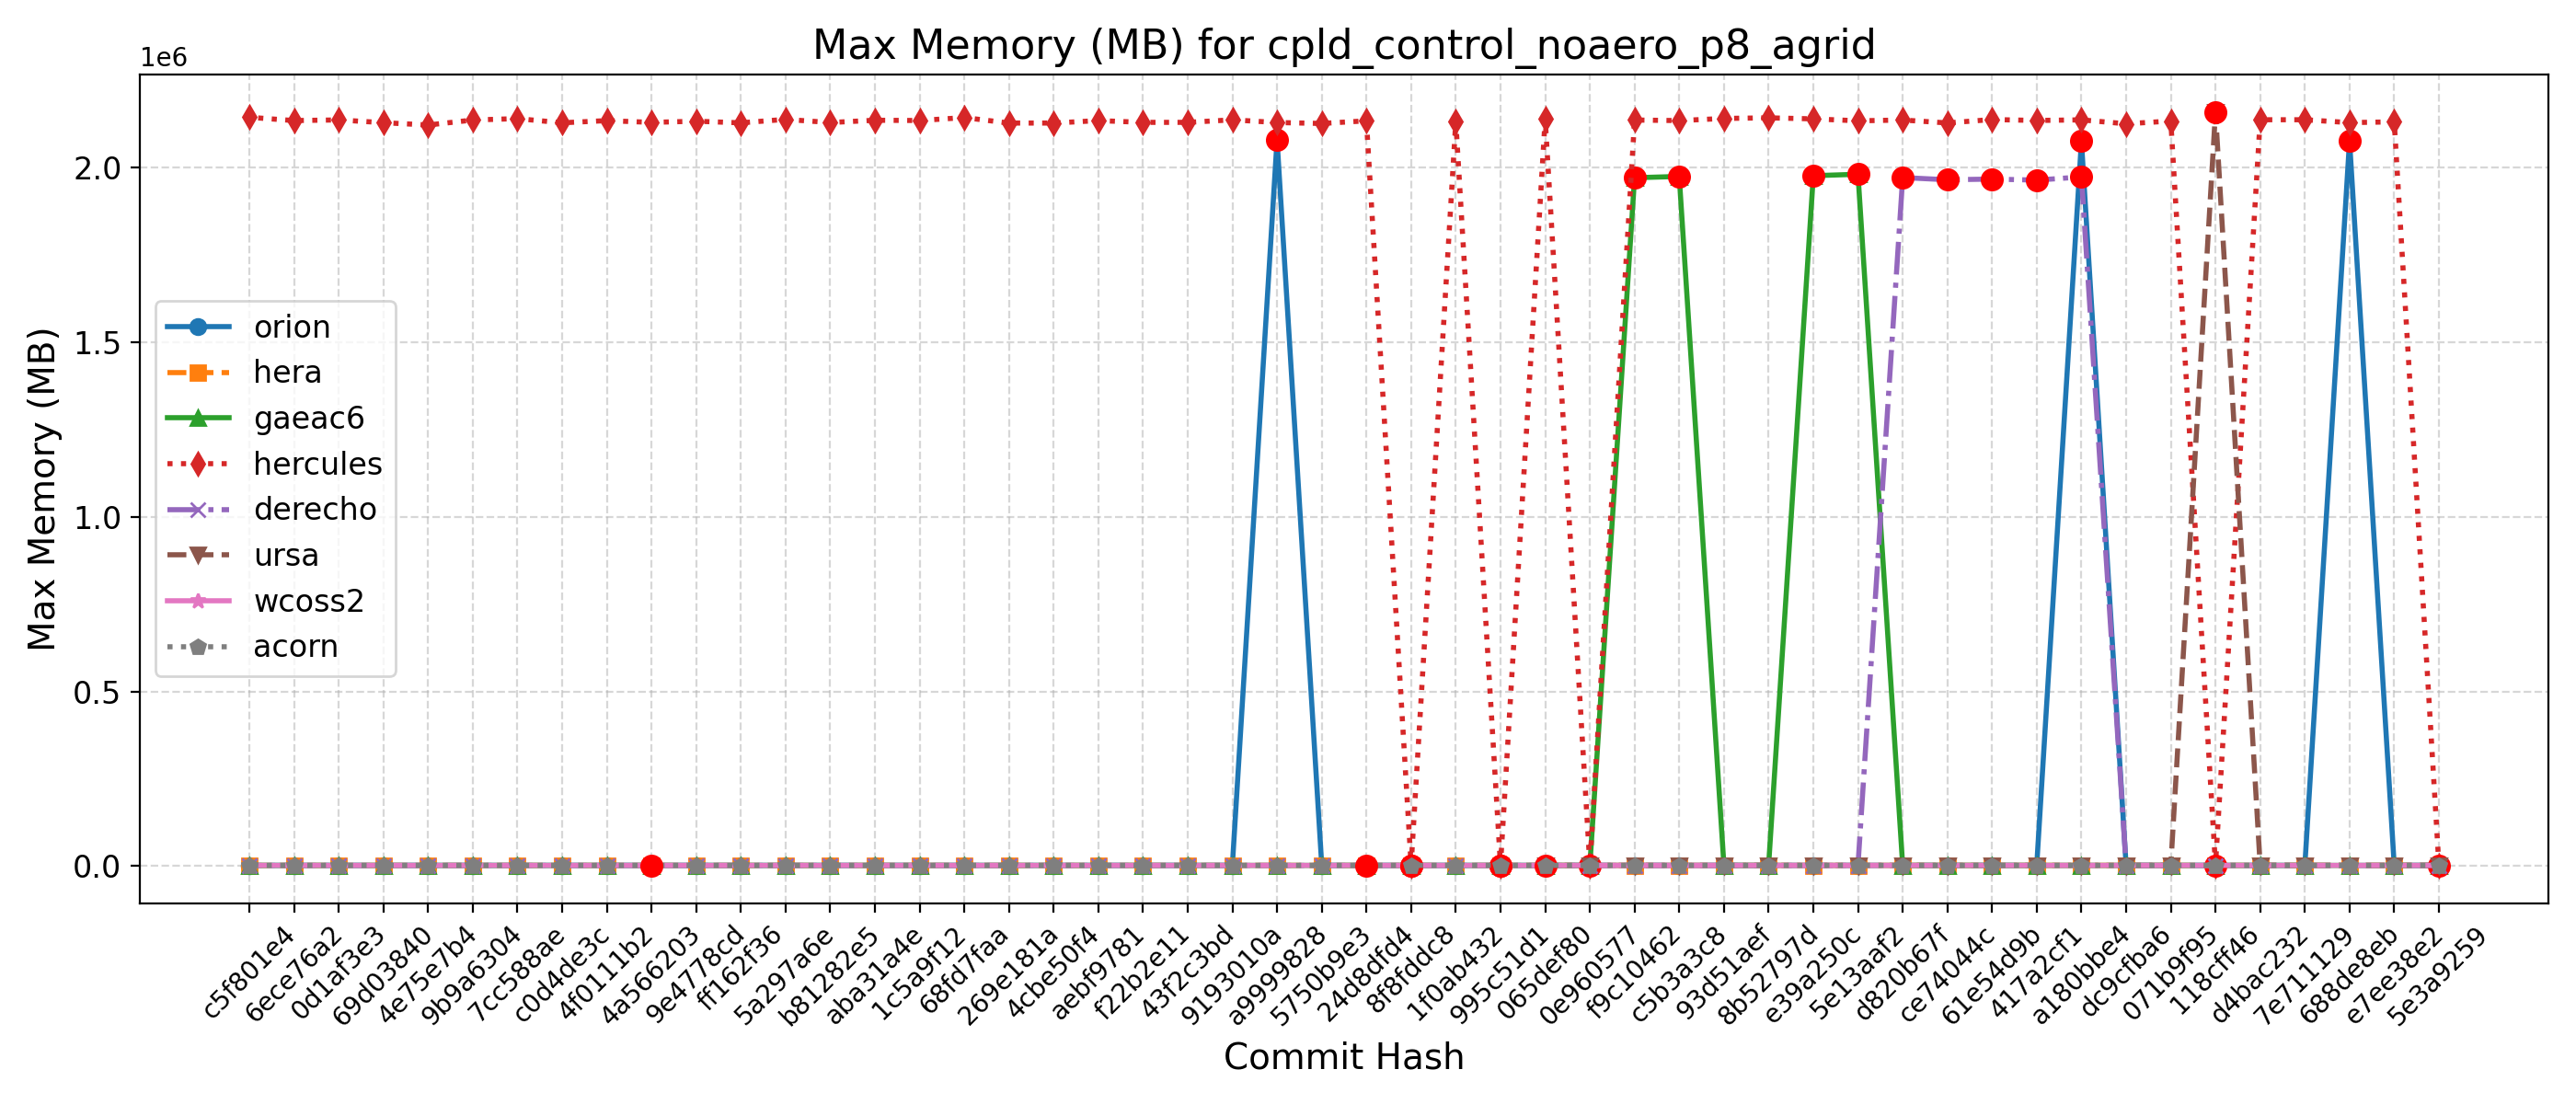 Max Memory (MB) for cpld_control_noaero_p8_agrid
1e6
2.0
1.5
1.0
0.5
0.0
Max Memory (MB)
orion
hera
gaeac6
hercules
derecho
ursa
wcoss2
acorn
c5f801e4
6ece76a2
0d1af3e3
69d03840
4e75e7b4
9b9a6304
7cc588ae
c0d4de3c
4f0111b2
4a566203
9e4778cd
ff162f36
5a297a6e
b81282e5
aba31a4e
1c5a9f12
68fd7faa
269e181a
4cbe50f4
aebf9781
f22b2e11
43f2c3bd
9193010a
a9999828
5750b9e3
24d8dfd4
8f8fddc8
1f0ab432
995c51d1
065def80
0e960577
f9c10462
c5b3a3c8
93d51aef
8b52797d
e39a250c
5e13aaf2
d820b67f
ce74044c
61e54d9b
417a2cf1
a180bbe4
dc9cfba6
071b9f95
118cff46
d4bac232
7e711129
688de8eb
e7ee38e2
5e3a9259
Commit Hash